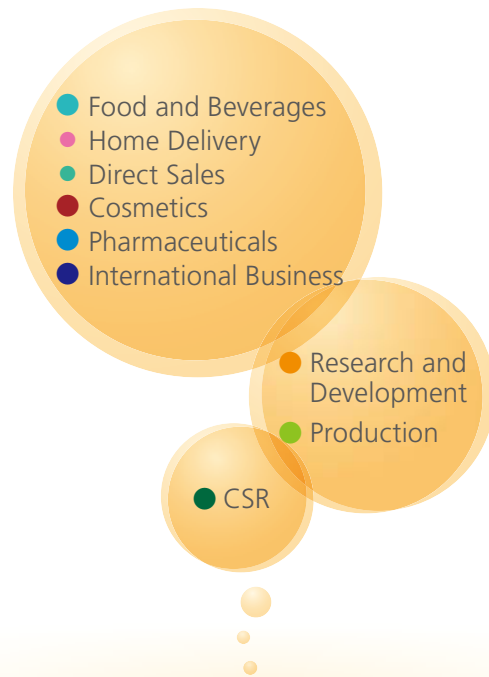 Food and Beverages
Home Delivery
Direct Sales
Cosmetics
Pharmaceuticals
International Business
Research and
Development
Production
CSR